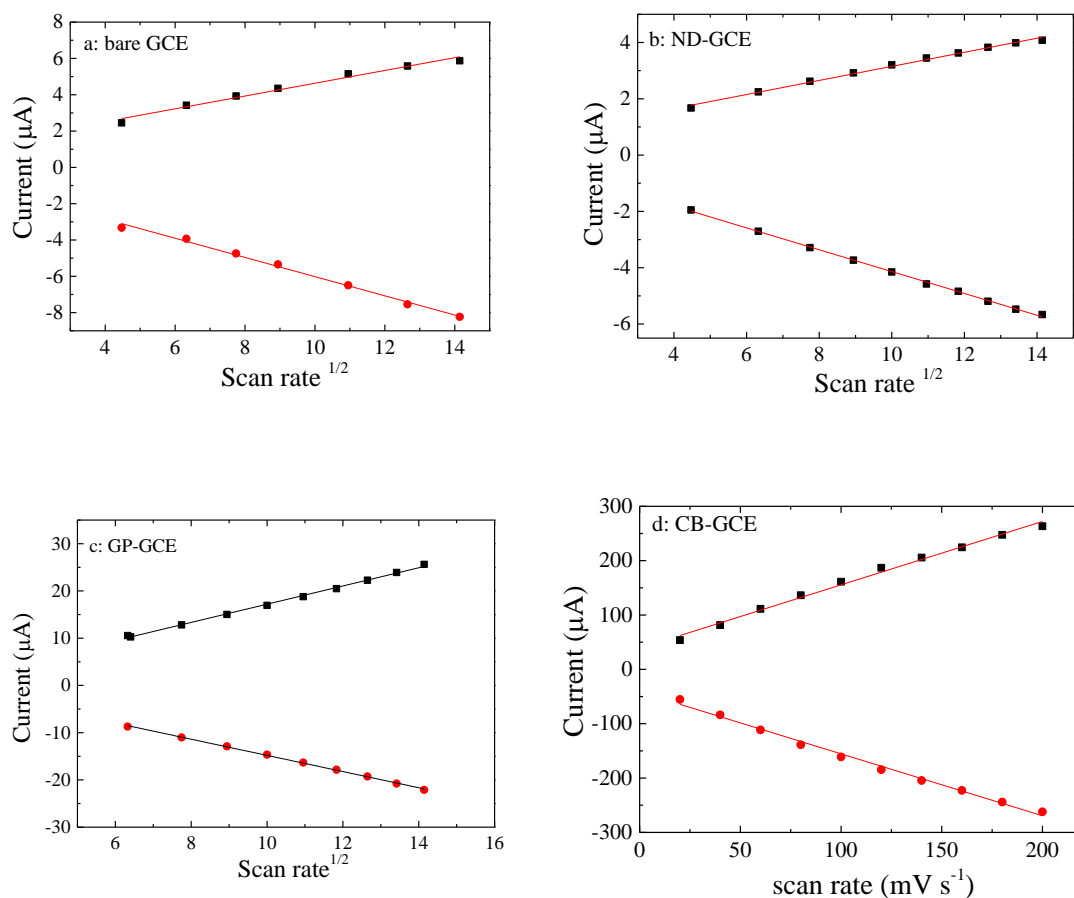 a: bare GCE
8
6
4
2
0
-2
-4
-6
-8
Current (μA)
4 6 8 10 12 14
Scan rate 1/2
b: ND-GCE
4
2
0
-2
-4
-6
Current (μA)
4 6 8 10 12 14
Scan rate 1/2
c: GP-GCE
30
20
10
0
-10
-20
-30
Current (μA)
6 8 10 12 14 16
Scan rate1/2
d: CB-GCE
300
200
100
0
-100
-200
-300
Current (μA)
0 50 100 150 200
scan rate (mV s-1)